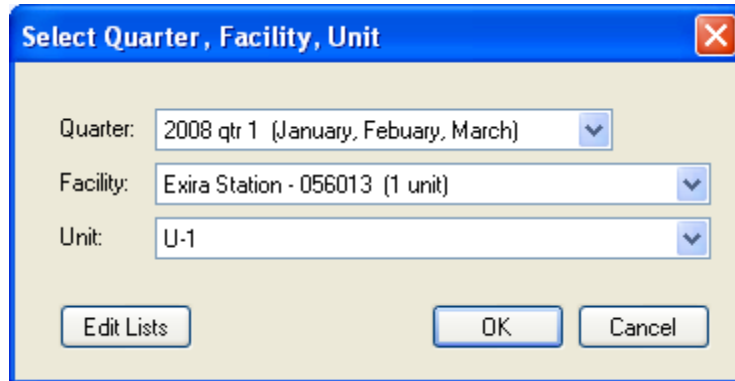 Select Quarter, Facility, Unit
Quarter: 2008 qtr 1 (January, Febuary, March)
Facility: Exira Station - 056013 (1 unit)
Unit: U-1
Edit Lists OK Cancel